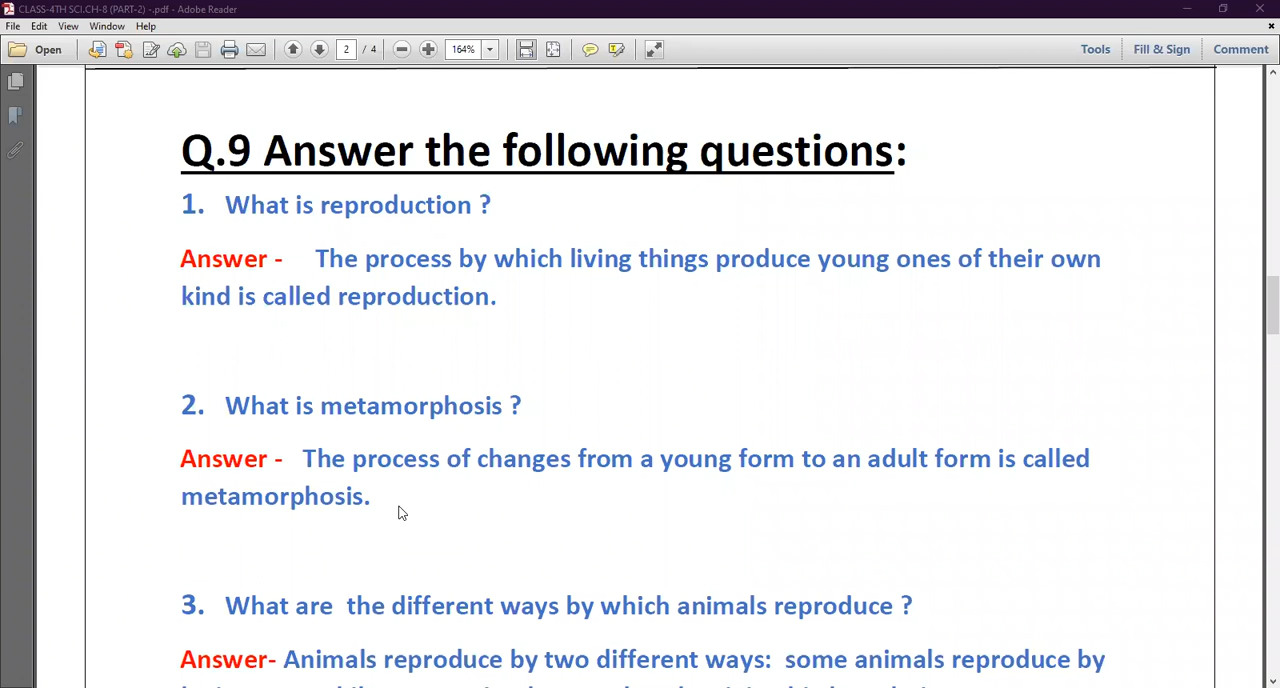 CLASS-4TH SCI.CH-8 (PART-2) -.pdf - Adobe Reader
File Edit View Window Help
Open 2 / 4 164% Tools Fill & Sign Comment
Q.9 Answer the following questions:
1. What is reproduction ?
Answer - The process by which living things produce young ones of their own
kind is called reproduction.
2. What is metamorphosis ?
Answer - The process of changes from a young form to an adult form is called
metamorphosis.
3. What are the different ways by which animals reproduce ?
Answer- Animals reproduce by two different ways: some animals reproduce by